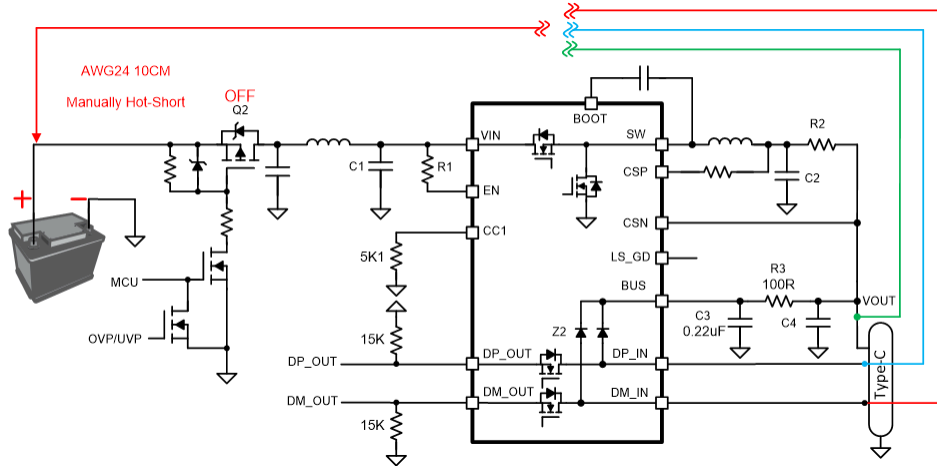 AWG24 10CM
Manually Hot-Short
OFF
Q2
BOOT
VIN
SW
R2
C1
R1
CSP
C2
EN
CSN
CC1
5K1
LS_GD
MCU
BUS
R3
100R
VOUT
OVP/UVP
Z2
C3
0.22uF
C4
15K
DP_OUT
DP_OUT
DP_IN
DM_OUT
DM_OUT
DM_IN
15K
Type-C
+
-